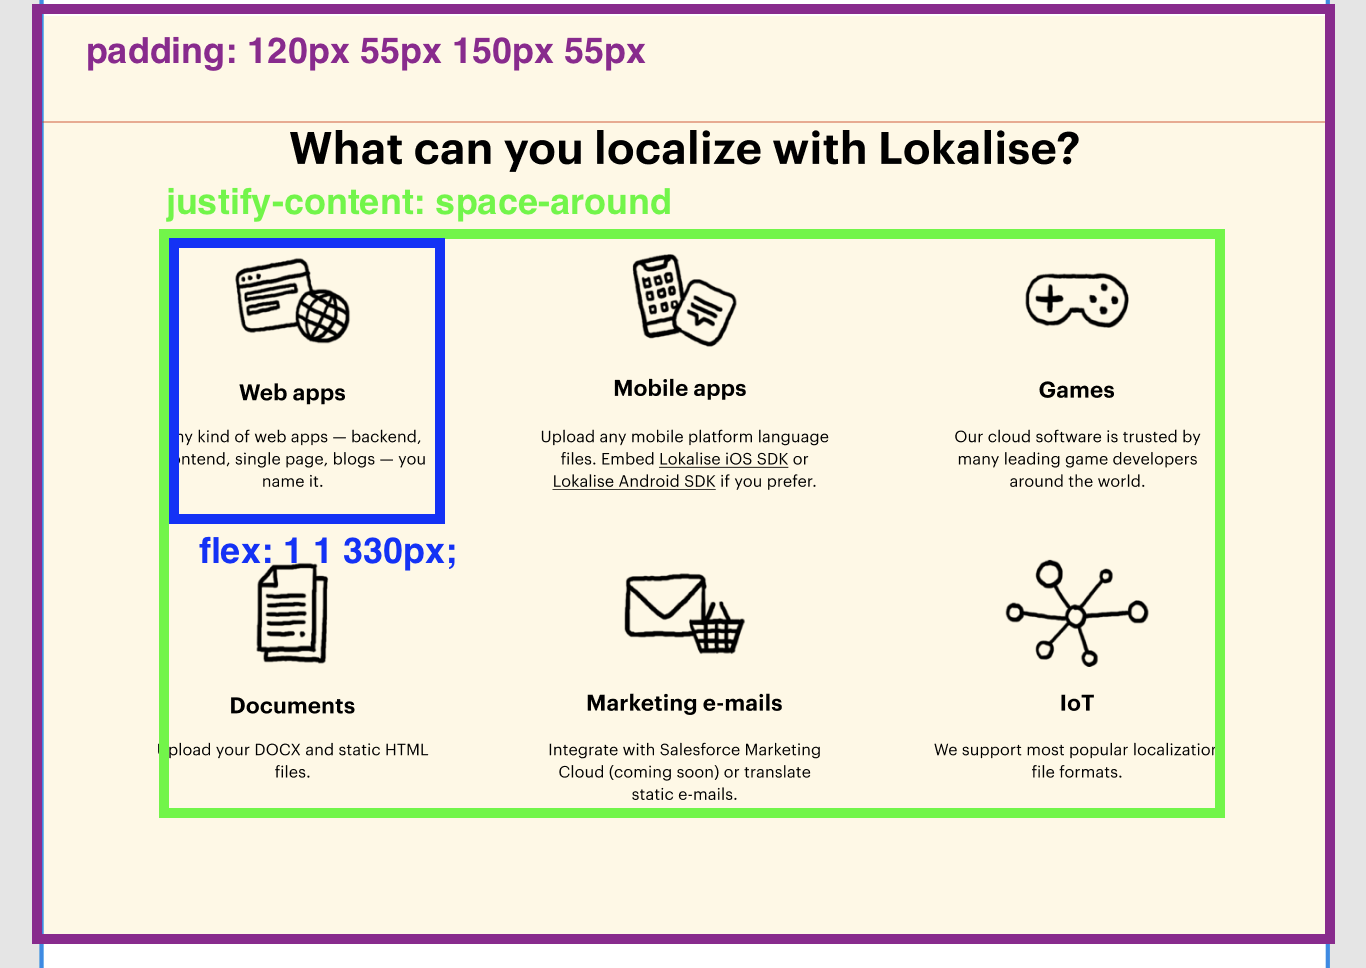 padding: 120px 55px 150px 55px
What can you localize with Lokalise?
justify-content: space-around
Web apps
ny kind of web apps — backend,
ontend, single page, blogs — you
name it.
Mobile apps
Upload any mobile platform language
files. Embed Lokalise iOS SDK or
Lokalise Android SDK if you prefer.
Games
Our cloud software is trusted by
many leading game developers
around the world.
flex: 1 1 330px;
Documents
Upload your DOCX and static HTML
files.
Marketing e-mails
Integrate with Salesforce Marketing
Cloud (coming soon) or translate
static e-mails.
IoT
We support most popular localization
file formats.